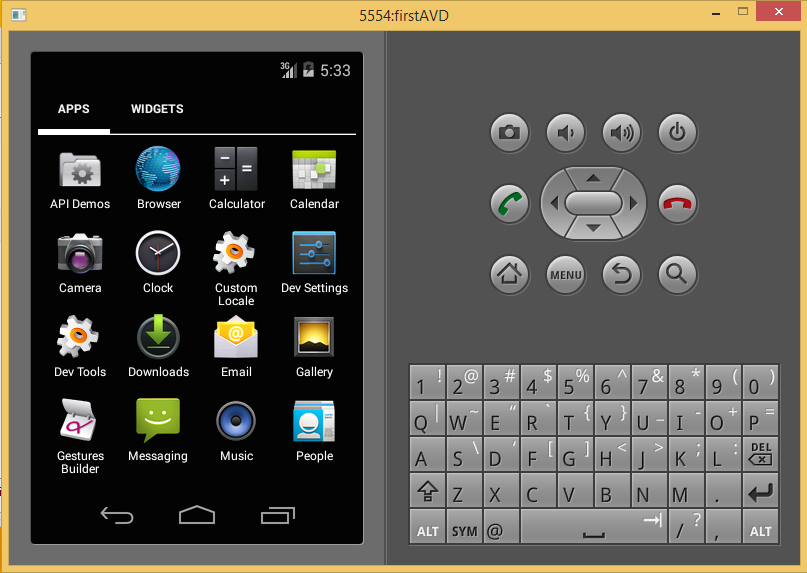 5554:firstAVD
3G 5:33
APPS WIDGETS
API Demos Browser Calculator Calendar
Camera Clock Custom Locale Dev Settings
Dev Tools Downloads Email Gallery
Gestures Builder Messaging Music People
MENU
1 ! 2 @ 3 # 4 $ 5 % 6 ^ 7 & 8 * 9 ( 0 )
Q | W ~ E “ R ` T { Y } U _ I - O + P =
A S \ D ‘ F [ G ] H < J > K ; L : DEL
Z X C V B N M .
ALT SYM @ / ? , ALT